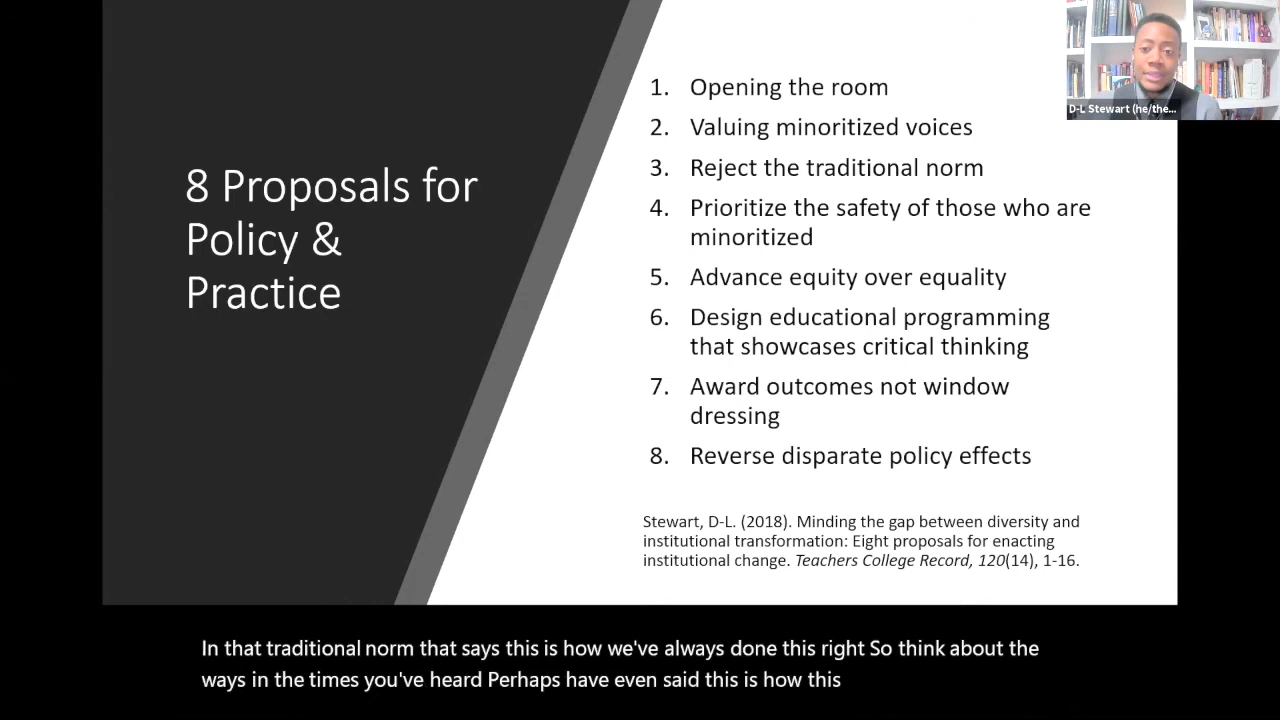 8 Proposals for
Policy &
Practice
1. Opening the room
2. Valuing minoritized voices
3. Reject the traditional norm
4. Prioritize the safety of those who are
minoritized
5. Advance equity over equality
6. Design educational programming
that showcases critical thinking
7. Award outcomes not window
dressing
8. Reverse disparate policy effects
Stewart, D-L. (2018). Minding the gap between diversity and
institutional transformation: Eight proposals for enacting
institutional change. Teachers College Record, 120(14), 1-16.
D-L Stewart (he/the...
In that traditional norm that says this is how we've always done this right So think about the
ways in the times you've heard Perhaps have even said this is how this